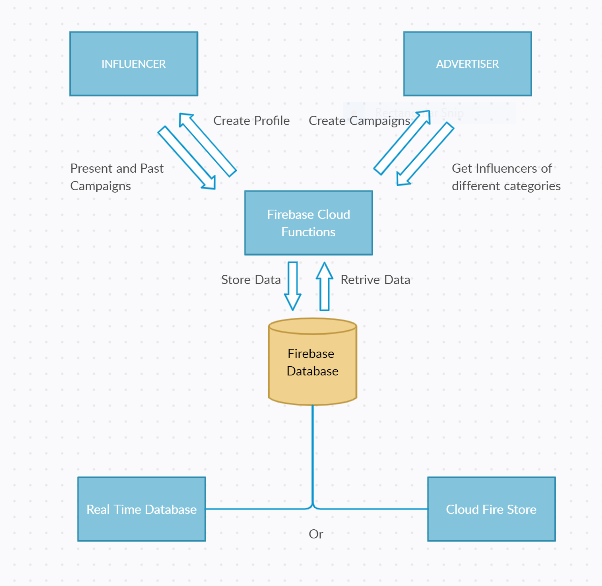 INFLUENCER
ADVERTISER
Create Profile
Create Campaigns
Present and Past
Campaigns
Get Influencers of
different categories
Firebase Cloud
Functions
Store Data
Retrive Data
Firebase
Database
Real Time Database
Cloud Fire Store
Or